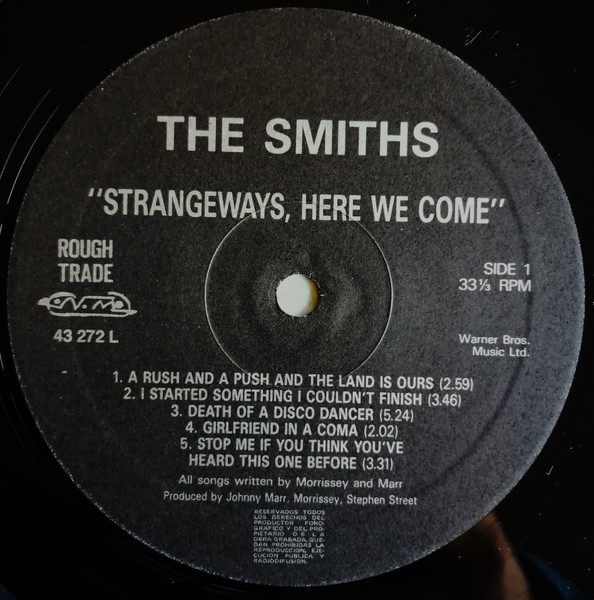 THE SMITHS
"STRANGEWAYS, HERE WE COME"
ROUGH
TRADE
N.M
43 272 L
SIDE 1
33⅓ RPM
Warner Bros.
Music Ltd.
1. A RUSH AND A PUSH AND THE LAND IS OURS (2.59)
2. I STARTED SOMETHING I COULDN'T FINISH (3.46)
3. DEATH OF A DISCO DANCER (5.24)
4. GIRLFRIEND IN A COMA (2.02)
5. STOP ME IF YOU THINK YOU'VE
HEARD THIS ONE BEFORE (3.31)
All songs written by Morrissey and Marr
Produced by Johnny Marr, Morrissey, Stephen Street
RESERVADOS TODOS
LOS DERECHOS DEL
PRODUCTOR FONO-
GRAFICO Y DEL PRO-
PIETARIO DE LA
OBRA GRABADA. QUE-
DAN PROHIBIDAS LA
REPRODUCCION, EJE-
CUCION PUBLICA Y
RADIODIFUSION.